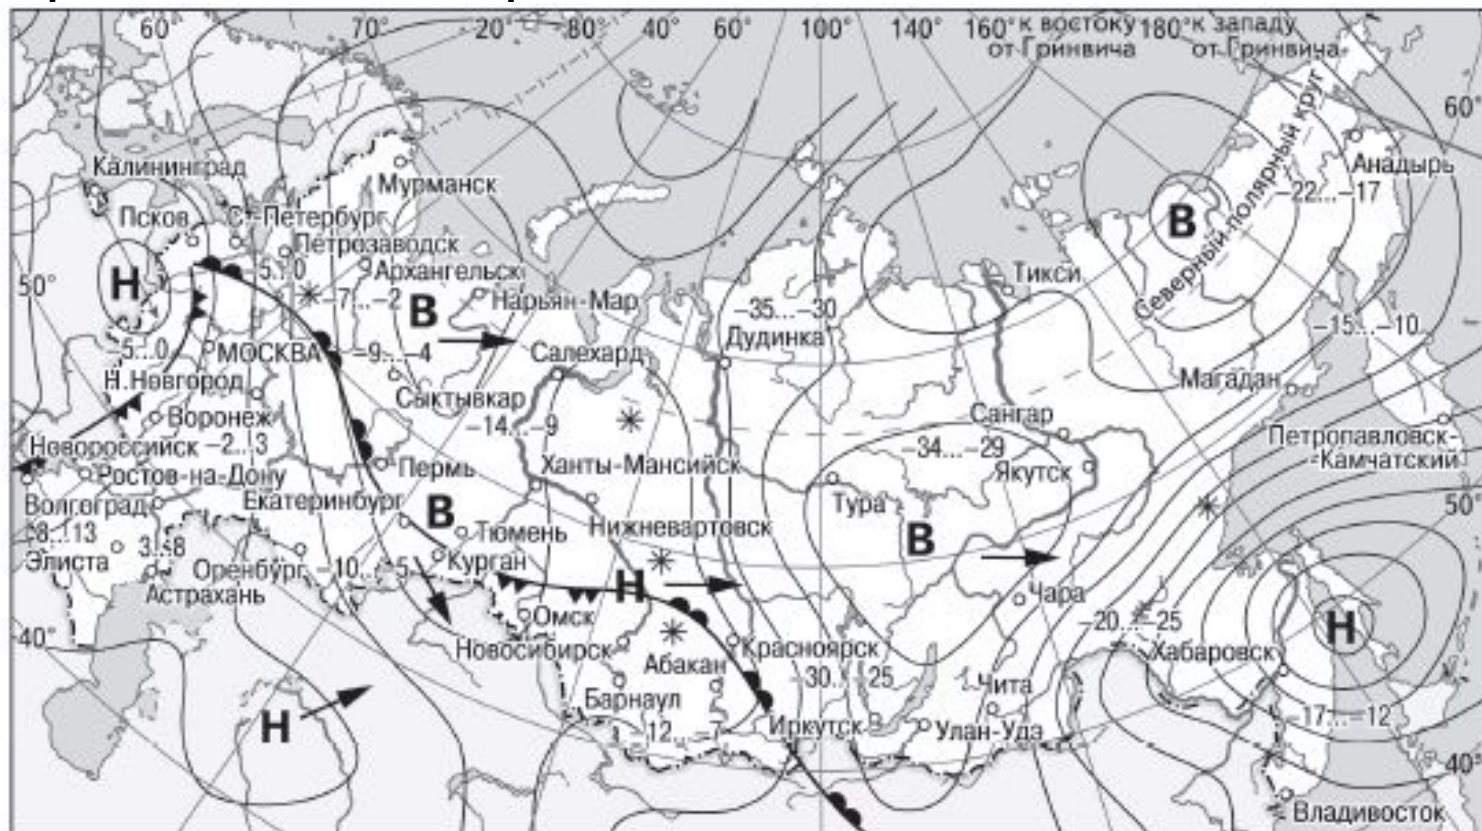 60°
70°
20°
80°
40°
60°
100°
140°
160° к востоку
от Гринвича
180° к западу
от Гринвича
60°
Северный полярный круг
Калининград
Мурманск
Анадырь
–22...–17
Псков
С.-Петербург
Петрозаводск
В
–5...0
Архангельск
Тикси
Н
50°
–7...–2
В
Нарьян-Мар
–35...–30
Дудинка
–15...–10
–5...0
МОСКВА
–9...–4
Салехард
Н.Новгород
Сыктывкар
Магадан
Воронеж
–14...–9
Сангар
Новороссийск
–2...3
Петропавловск-
Камчатский
Ростов-на-Дону
Пермь
Ханты-Мансийск
–34...–29
Якутск
Волгоград
Екатеринбург
В
Тюмень
Нижневартовск
Тура
50°
8...13
Элиста
3...8
В
Астрахань
Оренбург
–10...–5
Курган
Н
Чара
Омск
–20...–25
Н
40°
Новосибирск
Красноярск
Хабаровск
Абакан
–30...–25
Барнаул
Чита
Н
–12...–7
Иркутск
Улан-Удэ
–17...–12
40°
Владивосток